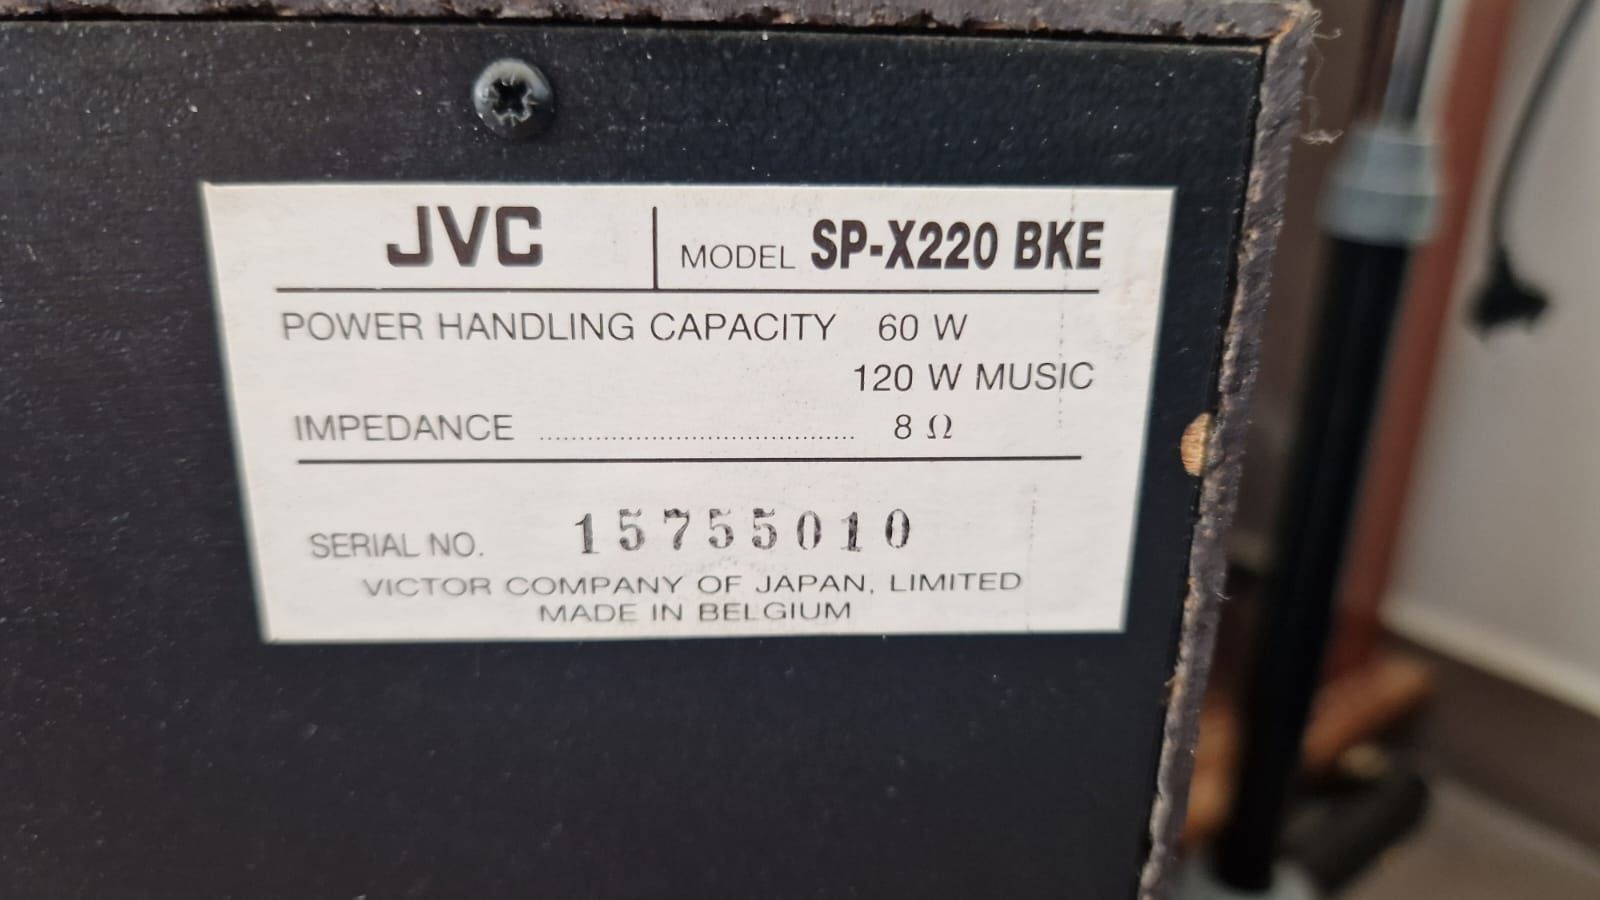 JVC MODEL SP-X220 BKE
POWER HANDLING CAPACITY 60 W
120 W MUSIC
IMPEDANCE ........................................ 8 Ω
SERIAL NO. 15755010
VICTOR COMPANY OF JAPAN, LIMITED
MADE IN BELGIUM